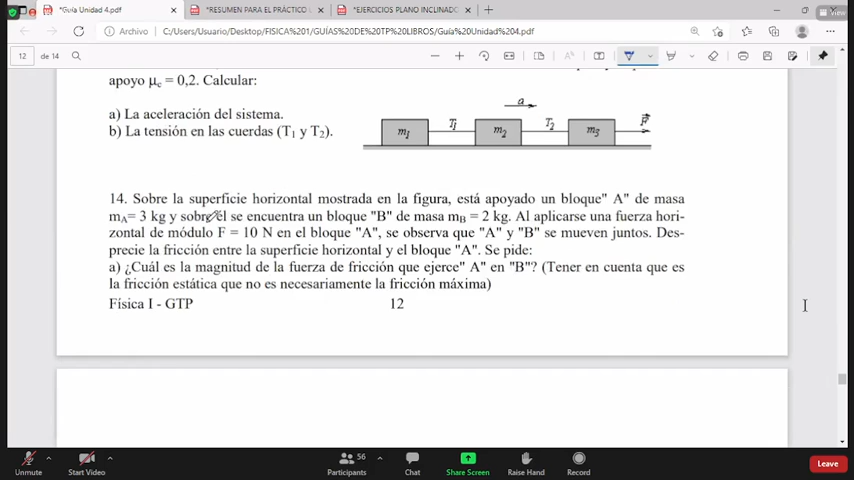 *Guía Unidad 4.pdf
*RESUMEN PARA EL PRÁCTICO
*EJERCICIOS PLANO INCLINADO
View
Archivo
C:/Users/Usuario/Desktop/FISICA%201/GUÍAS%20DE%20TP%20LIBROS/Guía%20Unidad%204.pdf
12 de 14
apoyo μc = 0,2. Calcular:
a) La aceleración del sistema.
b) La tensión en las cuerdas (T1 y T2).
a
m1 T1 m2 T2 m3 F
14. Sobre la superficie horizontal mostrada en la figura, está apoyado un bloque" A" de masa
mA= 3 kg y sobre él se encuentra un bloque "B" de masa mB = 2 kg. Al aplicarse una fuerza hori-
zontal de módulo F = 10 N en el bloque "A", se observa que "A" y "B" se mueven juntos. Des-
precie la fricción entre la superficie horizontal y el bloque "A". Se pide:
a) ¿Cuál es la magnitud de la fuerza de fricción que ejerce" A" en "B"? (Tener en cuenta que es
la fricción estática que no es necesariamente la fricción máxima)
Física I - GTP 12
56
Unmute Start Video Participants Chat Share Screen Raise Hand Record Leave